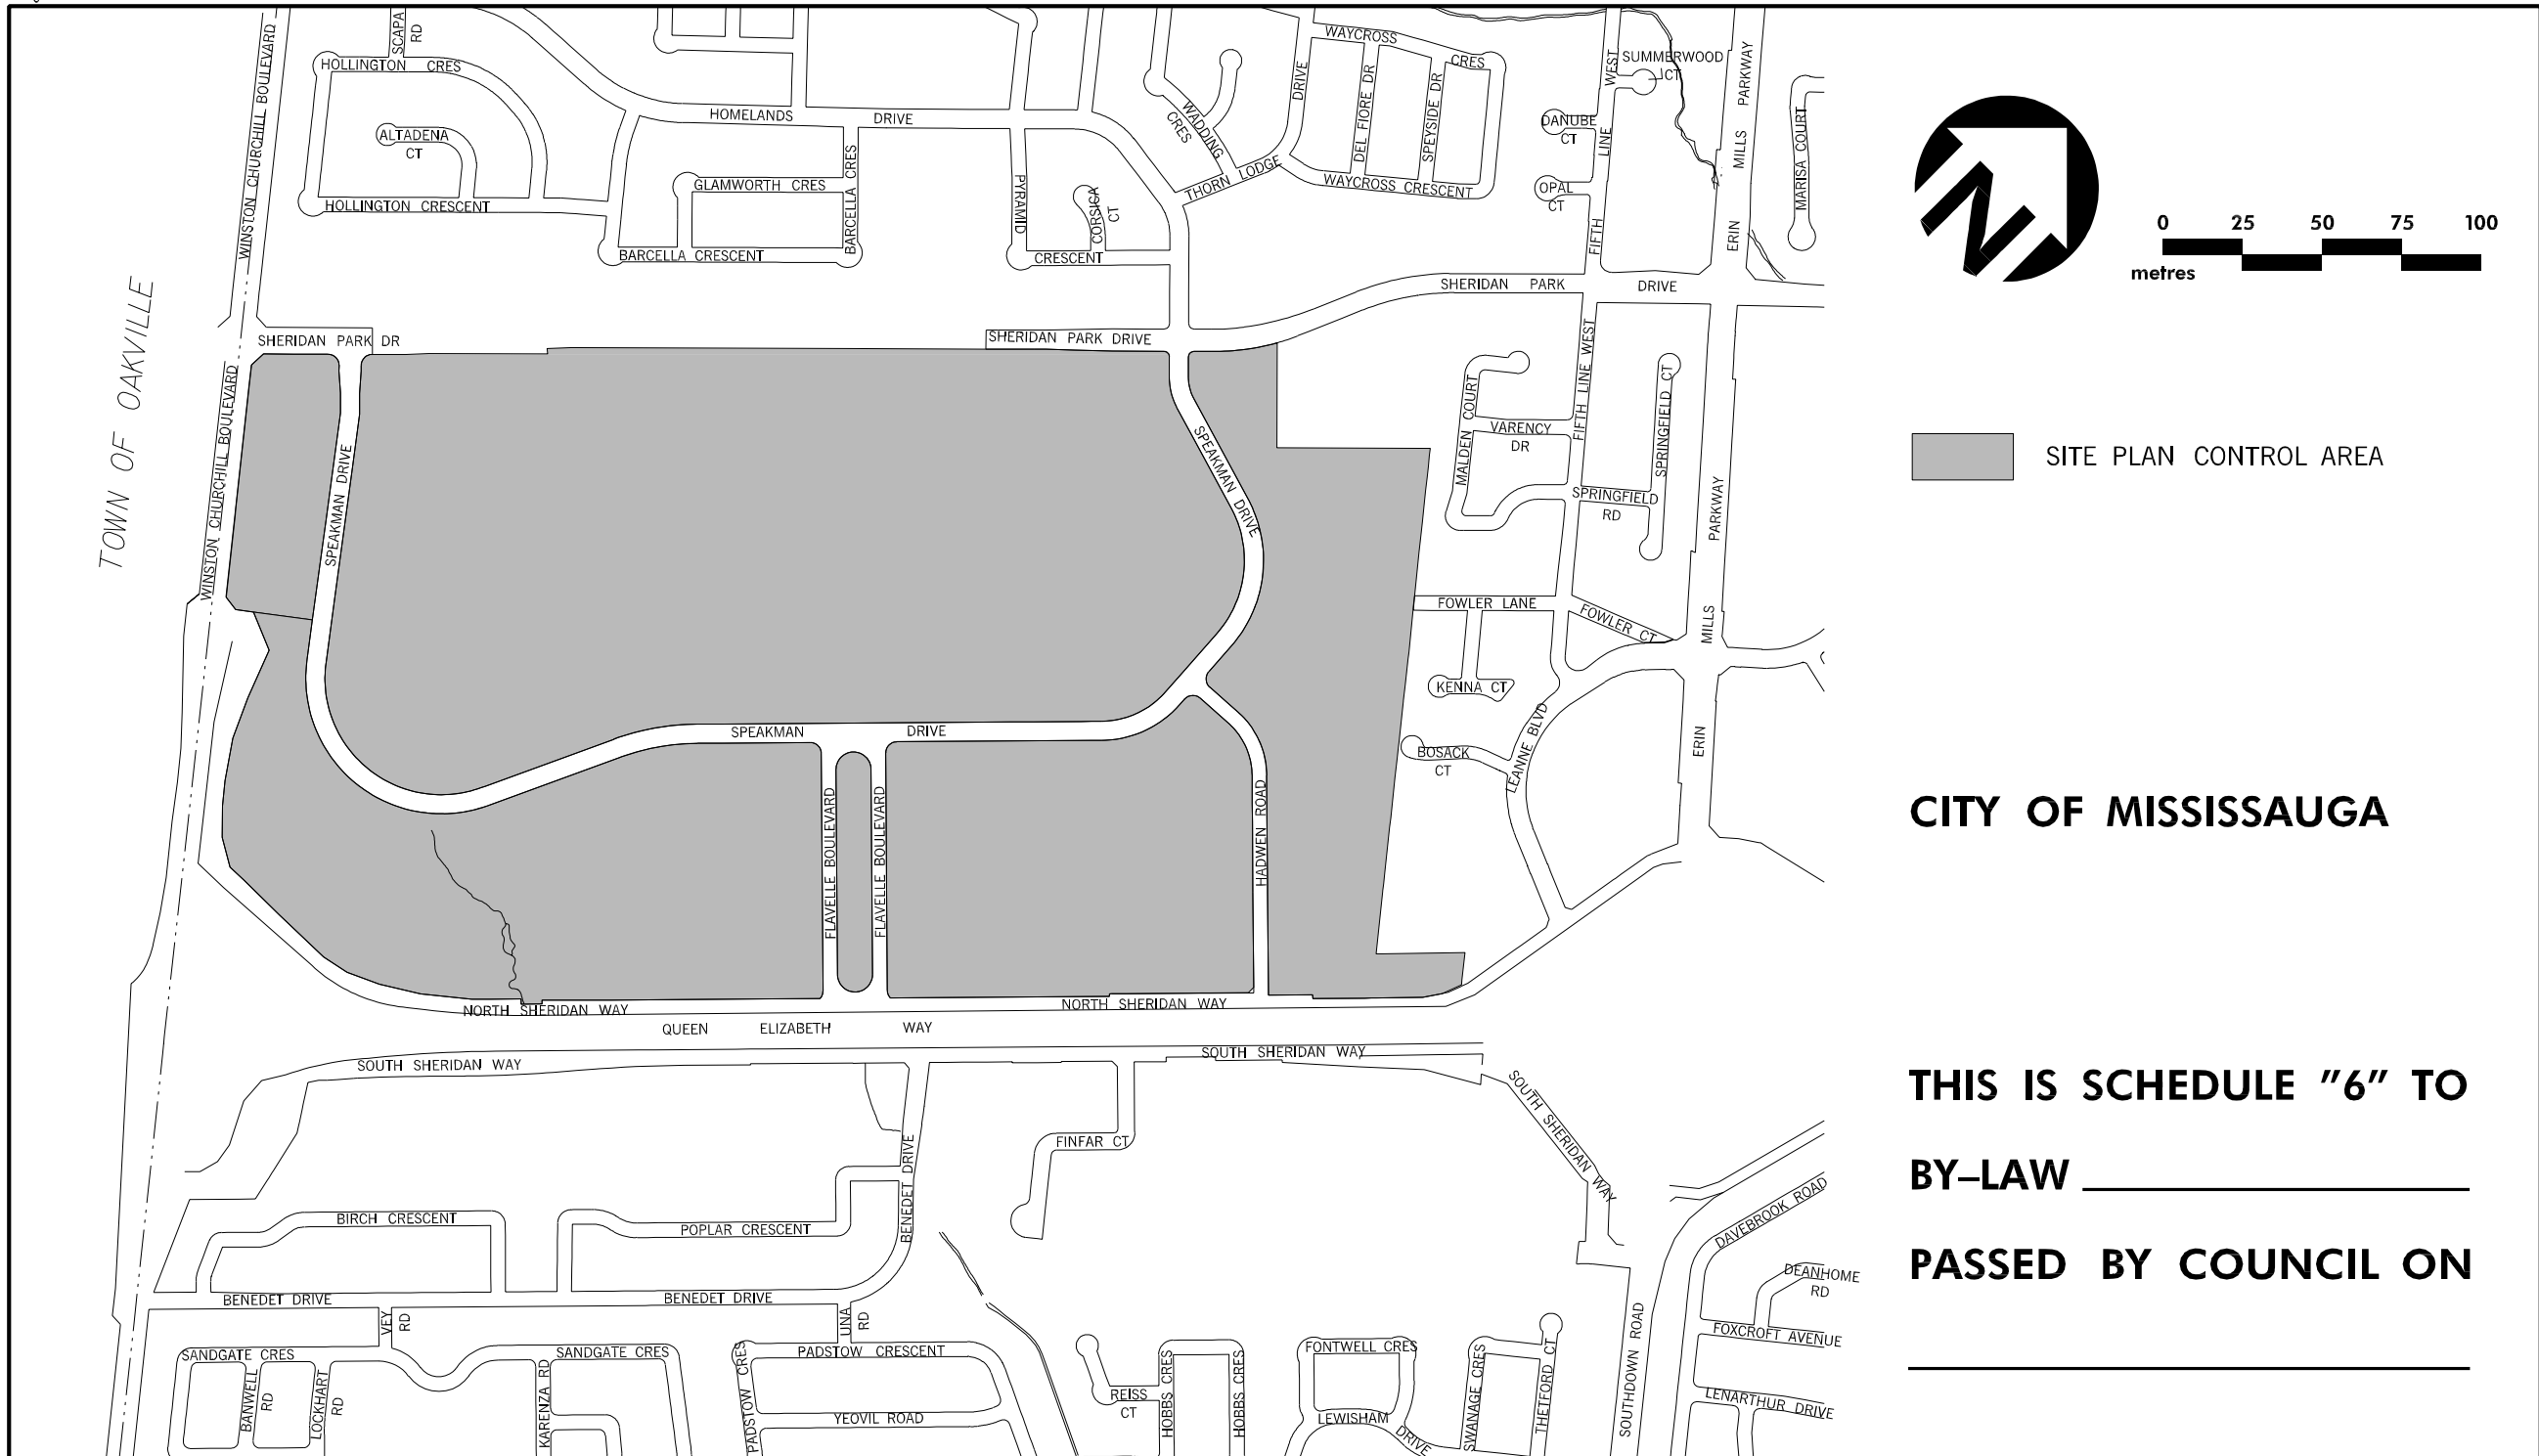 SCAPA RD
HOLLINGTON CRES
WINSTON CHURCHILL BOULEVARD
ALTADENA
CT
HOLLINGTON CRESCENT
HOMELANDS DRIVE
GLAMWORTH CRES
BARCELLA CRES
BARCELLA CRESCENT
PYRAMID
CRESCENT
CORSICA
CT
WADDING
CRES
THORN LODGE
DRIVE
WAYCROSS
CRES
DEL FIORE DR
SPEYSIDE DR
WAYCROSS CRESCENT
SUMMERWOOD
CT
DANUBE
CT
OPAL
CT
FIFTH LINE WEST
ERIN MILLS PARKWAY
MARISA COURT
N
0 25 50 75 100
metres
TOWN OF OAKVILLE
SHERIDAN PARK DR
SHERIDAN PARK DRIVE
SHERIDAN PARK DRIVE
WINSTON CHURCHILL BOULEVARD
SPEAKMAN DRIVE
SPEAKMAN DRIVE
MALDEN COURT
VARENCY
DR
FIFTH LINE WEST
SPRINGFIELD CT
SPRINGFIELD
RD
SITE PLAN CONTROL AREA
FOWLER LANE
FOWLER CT
KENNA CT
BOSACK
CT
LEANNE BLVD
ERIN MILLS PARKWAY
SPEAKMAN DRIVE
FLAVELLE BOULEVARD
FLAVELLE BOULEVARD
HADWEN ROAD
CITY OF MISSISSAUGA
NORTH SHERIDAN WAY
NORTH SHERIDAN WAY
QUEEN ELIZABETH WAY
SOUTH SHERIDAN WAY
SOUTH SHERIDAN WAY
SOUTH SHERIDAN WAY
THIS IS SCHEDULE "6" TO
BY–LAW
PASSED BY COUNCIL ON
FINFAR CT
BENEDET DRIVE
BIRCH CRESCENT
POPLAR CRESCENT
BENEDET DRIVE
BENEDET DRIVE
VEY
RD
UNA
RD
DAVEBROOK ROAD
DEANHOME
RD
FOXCROFT AVENUE
LENARTHUR DRIVE
SOUTHDOWN ROAD
SANDGATE CRES
SANDGATE CRES
BANWELL
RD
LOCKHART
RD
KARENZA RD
PADSTOW CRES
PADSTOW CRESCENT
YEOVIL ROAD
REISS
CT
HOBBS CRES
HOBBS CRES
FONTWELL CRES
LEWISHAM
DRIVE
SWANAGE CRES
THETFORD CT